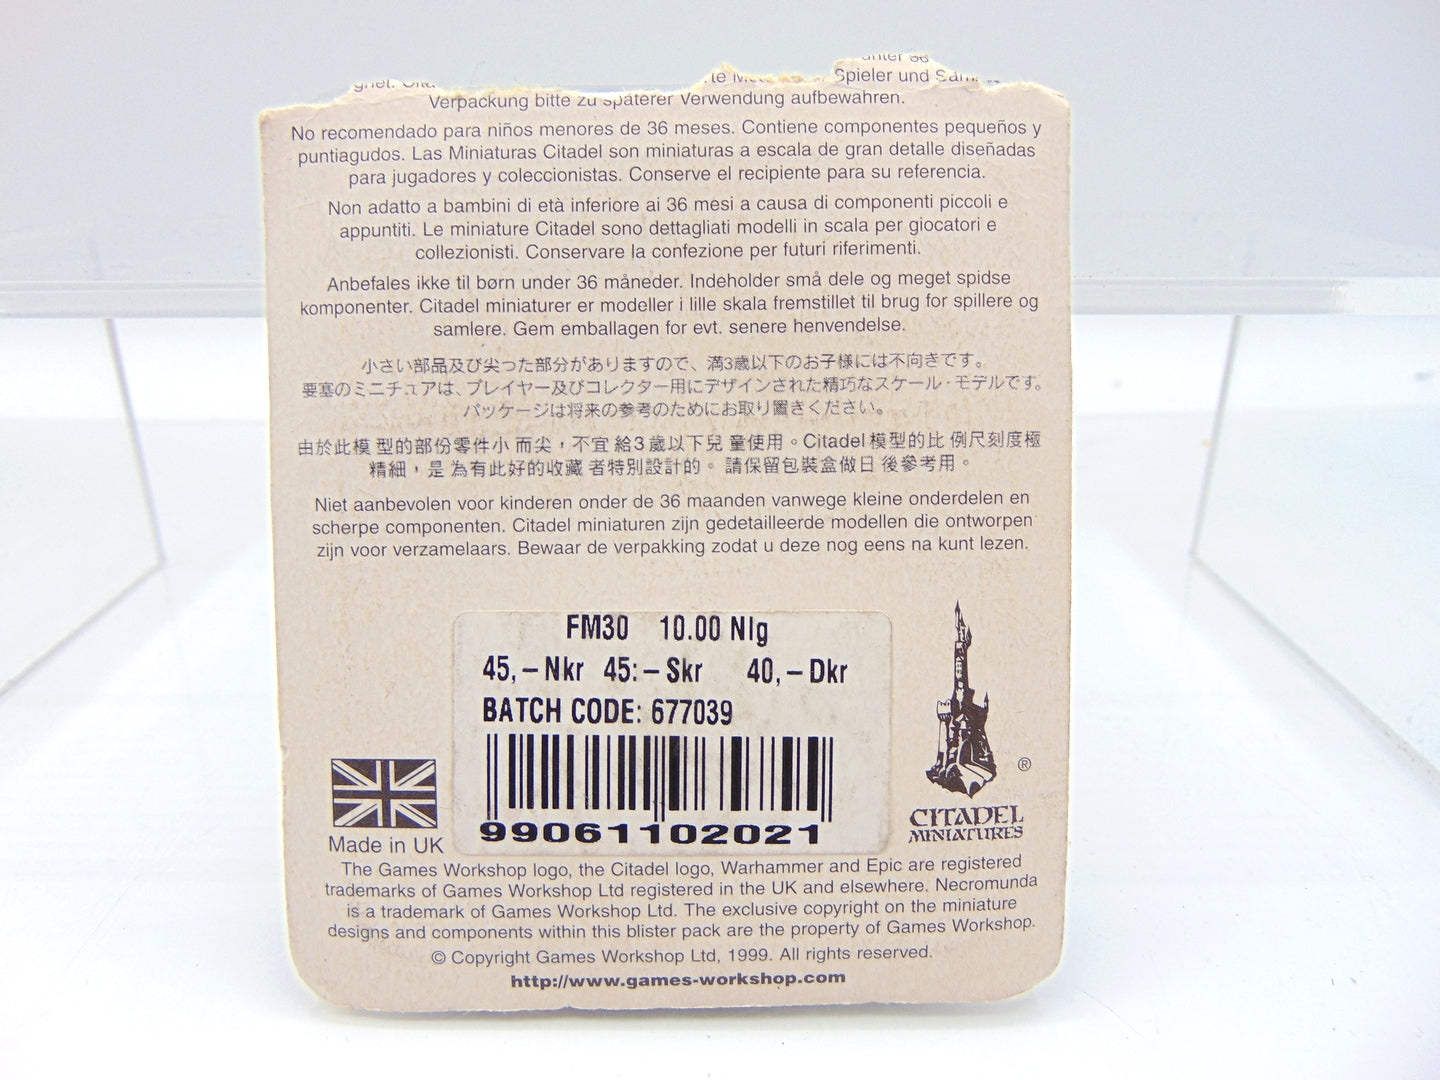 unter 36
gnet. te Spieler und
Verpackung bitte zu späterer Verwendung aufbewahren.
No recomendado para niños menores de 36 meses. Contiene componentes pequeños y
puntiagudos. Las Miniaturas Citadel son miniaturas a escala de gran detalle diseñadas
para jugadores y coleccionistas. Conserve el recipiente para su referencia.
Non adatto a bambini di età inferiore ai 36 mesi a causa di componenti piccoli e
appuntiti. Le miniature Citadel sono dettagliati modelli in scala per giocatori e
collezionisti. Conservare la confezione per futuri riferimenti.
Anbefales ikke til børn under 36 måneder. Indeholder små dele og meget spidse
komponenter. Citadel miniaturer er modeller i lille skala fremstillet til brug for spillere og
samlere. Gem emballagen for evt. senere henvendelse.
小さい部品及び尖った部分がありますので、満3歳以下のお子様には不向きです。
要塞のミニチュアは、プレイヤー及びコレクター用にデザインされた精巧なスケール・モデルです。
パッケージは将来の参考のためにお取り置きください。
由於此模型的部份零件小而尖，不宜給3歲以下兒童使用。Citadel模型的比例尺刻度極
精細，是為有此好的收藏者特別設計的。請保留包裝盒做日後參考用。
Niet aanbevolen voor kinderen onder de 36 maanden vanwege kleine onderdelen en
scherpe componenten. Citadel miniaturen zijn gedetailleerde modellen die ontworpen
zijn voor verzamelaars. Bewaar de verpakking zodat u deze nog eens na kunt lezen.
FM30 10.00 Nlg
45,– Nkr 45:– Skr 40,– Dkr
BATCH CODE: 677039
99061102021
Made in UK
®
CITADEL
MINIATURES
The Games Workshop logo, the Citadel logo, Warhammer and Epic are registered
trademarks of Games Workshop Ltd registered in the UK and elsewhere. Necromunda
is a trademark of Games Workshop Ltd. The exclusive copyright on the miniature
designs and components within this blister pack are the property of Games Workshop.
© Copyright Games Workshop Ltd, 1999. All rights reserved.
http://www.games-workshop.com